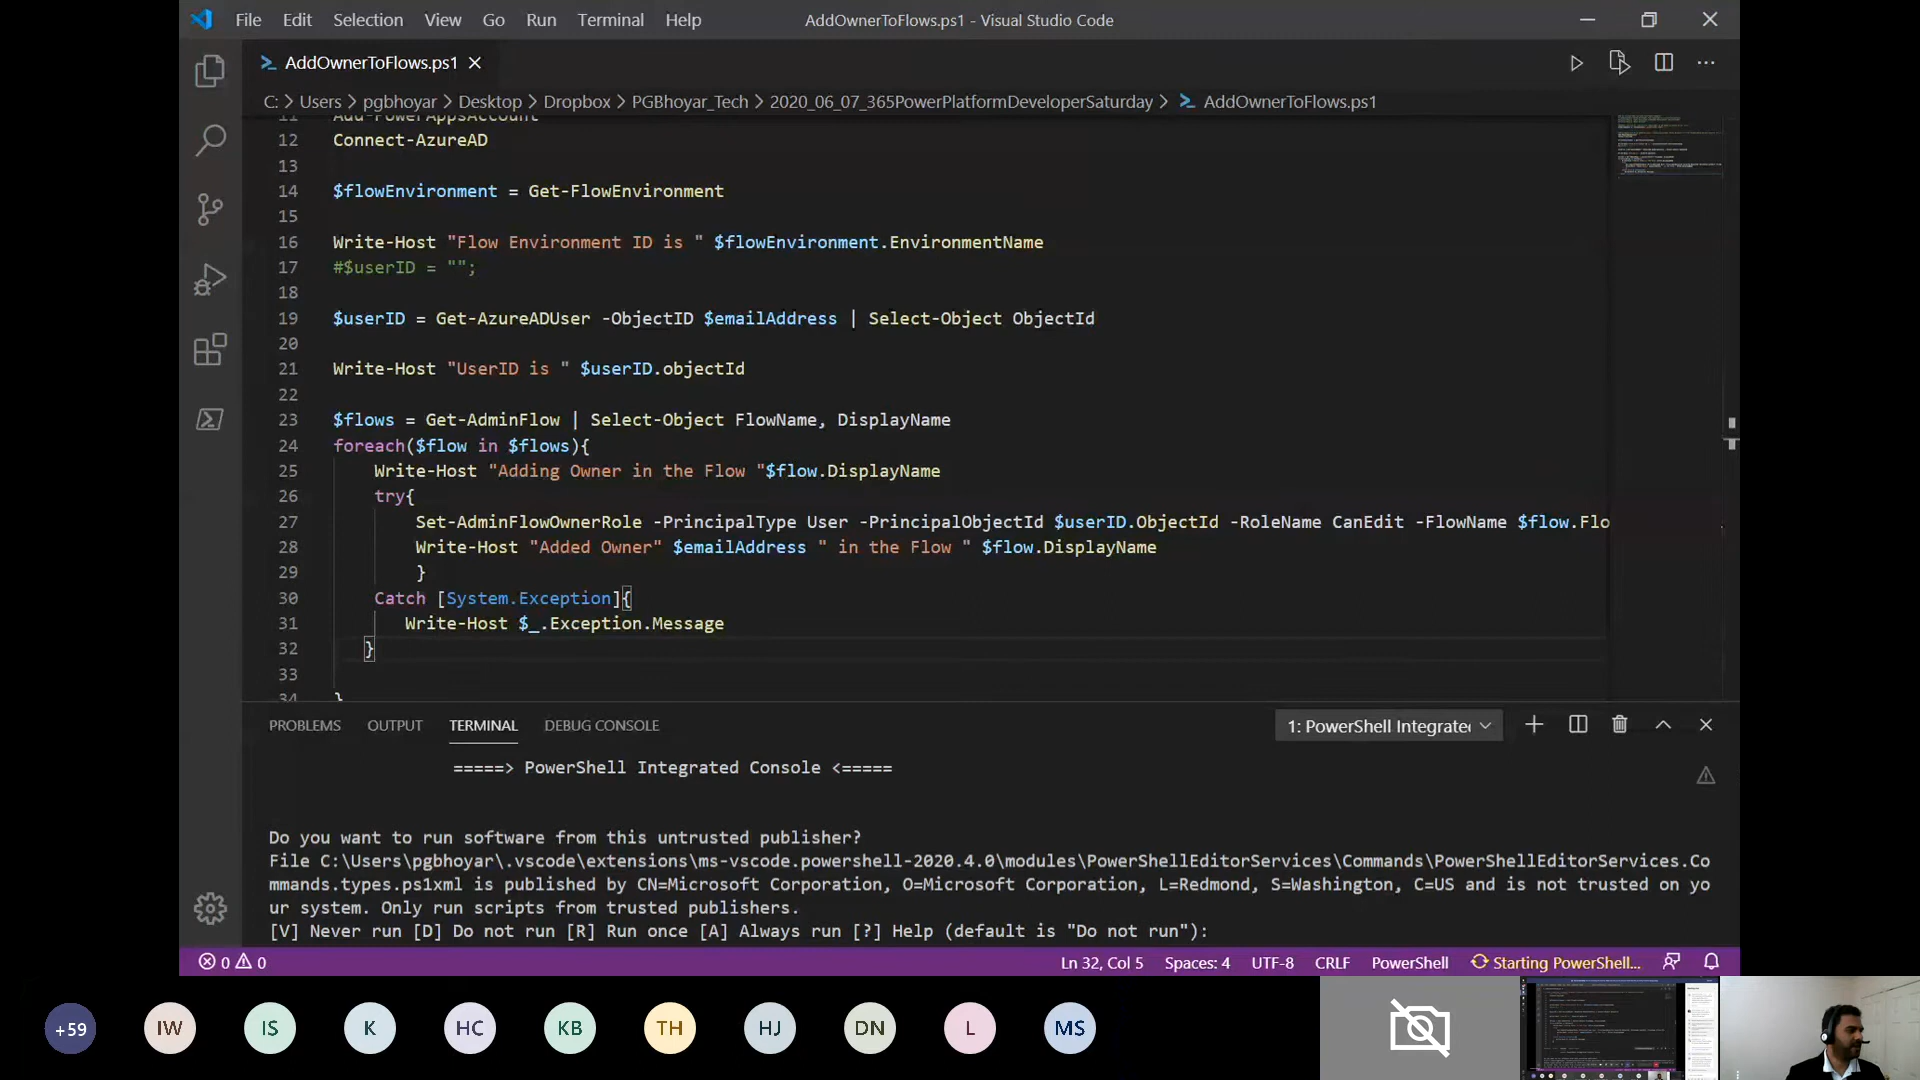 File Edit Selection View Go Run Terminal Help AddOwnerToFlows.ps1 - Visual Studio Code
AddOwnerToFlows.ps1
C: > Users > pgbhoyar > Desktop > Dropbox > PGBhoyar_Tech > 2020_06_07_365PowerPlatformDeveloperSaturday > AddOwnerToFlows.ps1
11 Add-PowerAppsAccount
12 Connect-AzureAD
13
14 $flowEnvironment = Get-FlowEnvironment
15
16 Write-Host "Flow Environment ID is " $flowEnvironment.EnvironmentName
17 #$userID = "";
18
19 $userID = Get-AzureADUser -ObjectID $emailAddress | Select-Object ObjectId
20
21 Write-Host "UserID is " $userID.objectId
22
23 $flows = Get-AdminFlow | Select-Object FlowName, DisplayName
24 foreach($flow in $flows){
25 Write-Host "Adding Owner in the Flow "$flow.DisplayName
26 try{
27 Set-AdminFlowOwnerRole -PrincipalType User -PrincipalObjectId $userID.ObjectId -RoleName CanEdit -FlowName $flow.Flo
28 Write-Host "Added Owner" $emailAddress " in the Flow " $flow.DisplayName
29 }
30 Catch [System.Exception]{
31 Write-Host $_.Exception.Message
32 }
33
34 }
PROBLEMS OUTPUT TERMINAL DEBUG CONSOLE 1: PowerShell Integrate
=====> PowerShell Integrated Console <=====
Do you want to run software from this untrusted publisher?
File C:\Users\pgbhoyar\.vscode\extensions\ms-vscode.powershell-2020.4.0\modules\PowerShellEditorServices\Commands\PowerShellEditorServices.Co
mmands.types.ps1xml is published by CN=Microsoft Corporation, O=Microsoft Corporation, L=Redmond, S=Washington, C=US and is not trusted on yo
ur system. Only run scripts from trusted publishers.
[V] Never run [D] Do not run [R] Run once [A] Always run [?] Help (default is "Do not run"):
0 0 Ln 32, Col 5 Spaces: 4 UTF-8 CRLF PowerShell Starting PowerShell...
+59 IW IS K HC KB TH HJ DN L MS